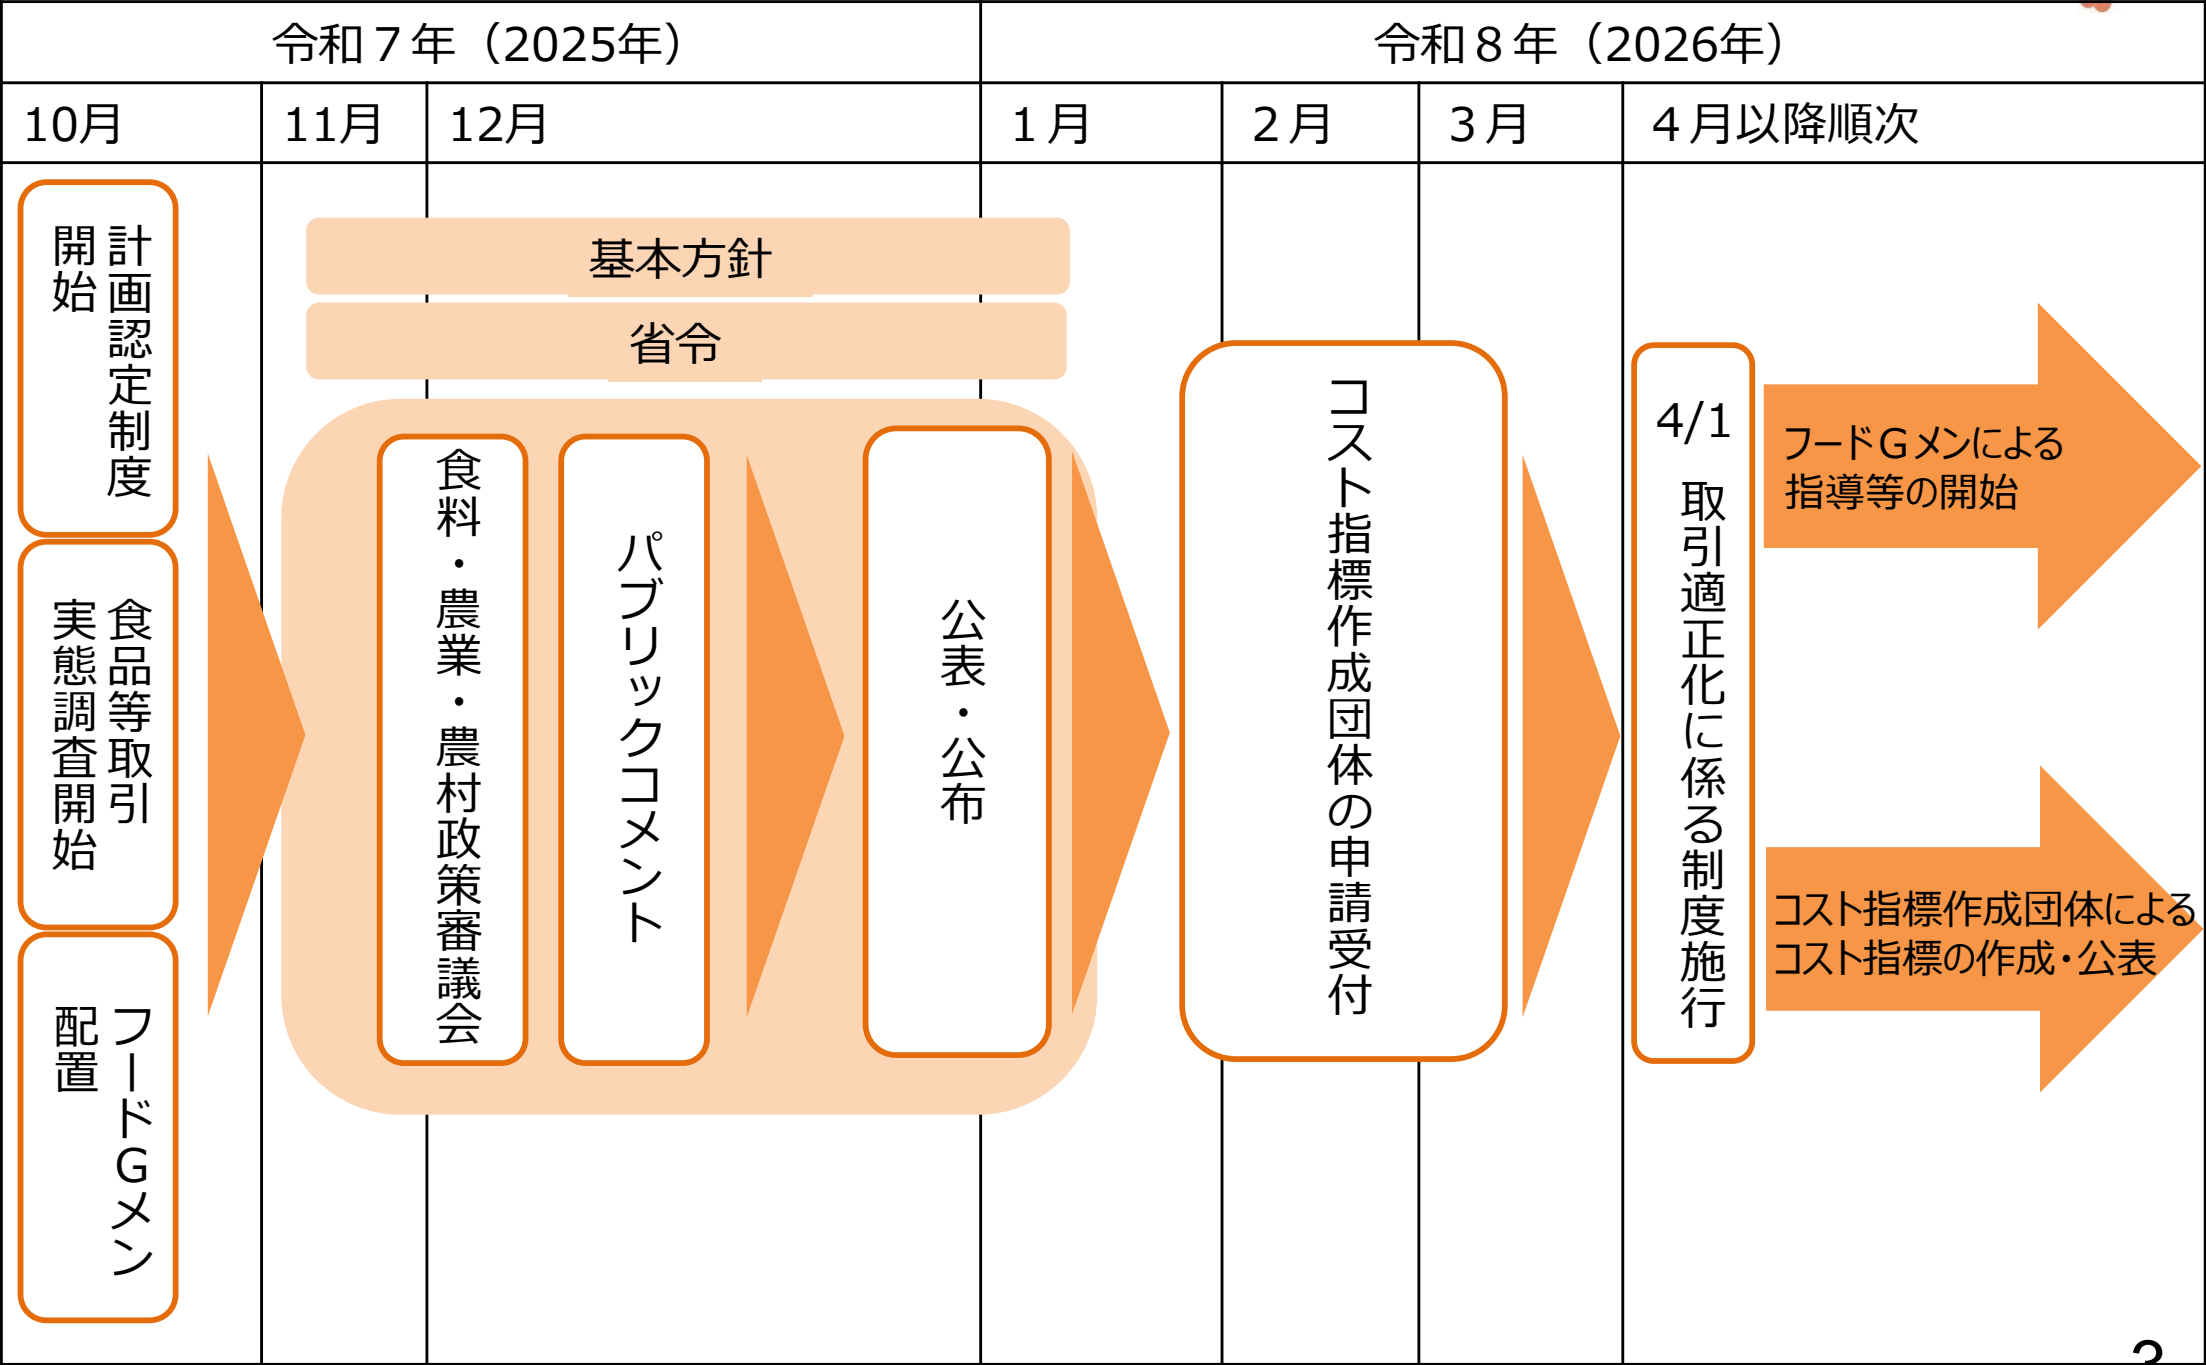 令和７年（2025年）
令和８年（2026年）
10月
11月
12月
１月
２月
３月
４月以降順次
計画認定制度
開始
食品等取引
実態調査開始
フードＧメン
配置
基本方針
省令
食料・農業・農村政策審議会
パブリックコメント
公表・公布
コスト指標作成団体の申請受付
4/1
取引適正化に係る制度施行
フードＧメンによる
指導等の開始
コスト指標作成団体による
コスト指標の作成・公表